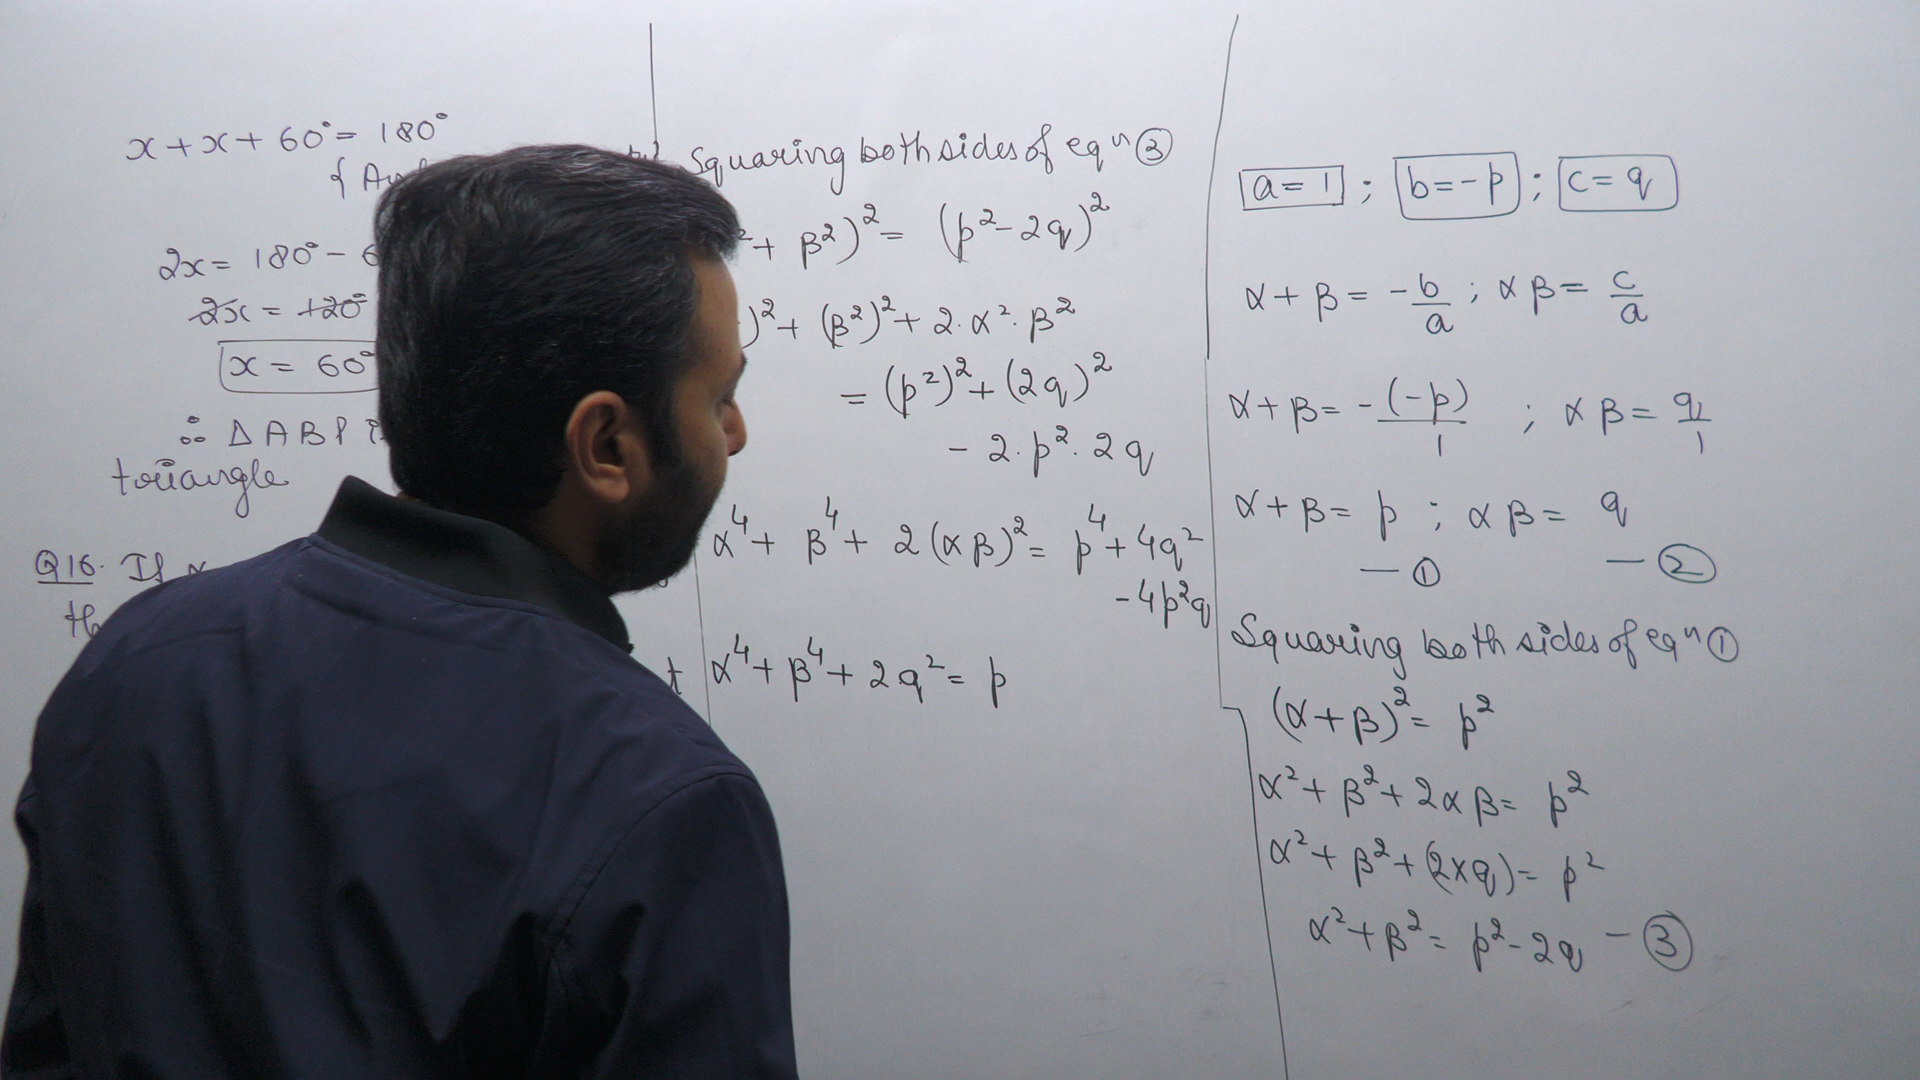 x + x + 60° = 180°
2x = 180° -
2x = 120°
x = 60°
∴ Δ ABP
triangle
Q16. If α
Squaring both sides of eqⁿ ③
² + β²)² = (p² - 2q)²
)² + (β²)² + 2·α²·β²
= (p²)² + (2q)²
- 2·p²·2q
α⁴ + β⁴ + 2(αβ)² = p⁴ + 4q²
- 4p²q
α⁴ + β⁴ + 2q² = p
a = 1 ; b = -p ; c = q
α + β = -b/a ; αβ = c/a
α + β = -(-p)/1 ; αβ = q/1
α + β = p ; αβ = q
— ① — ②
Squaring both sides of eqⁿ ①
(α + β)² = p²
α² + β² + 2αβ = p²
α² + β² + (2×q) = p²
α² + β² = p² - 2q — ③